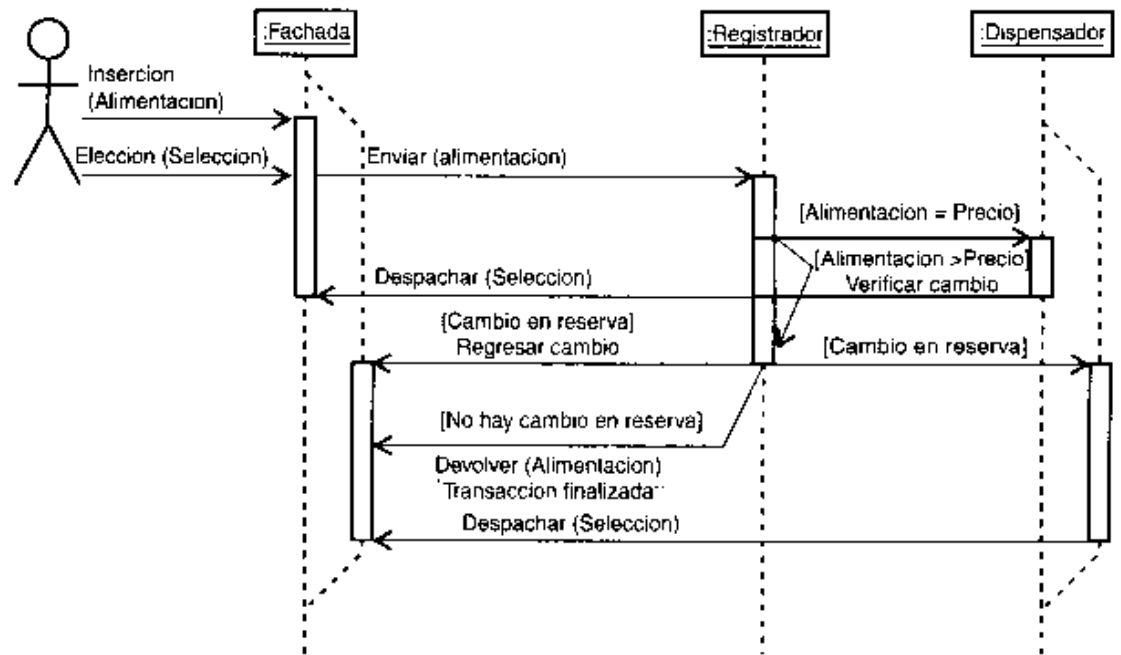 :Fachada
:Registrador
:Dispensador
Insercion
(Alimentacion)
Eleccion (Seleccion)
Enviar (alimentacion)
[Alimentacion = Precio]
[Alimentacion >Precio]
Verificar cambio
Despachar (Seleccion)
[Cambio en reserva]
Regresar cambio
[Cambio en reserva]
[No hay cambio en reserva]
Devolver (Alimentacion)
"Transaccion finalizada"
Despachar (Seleccion)